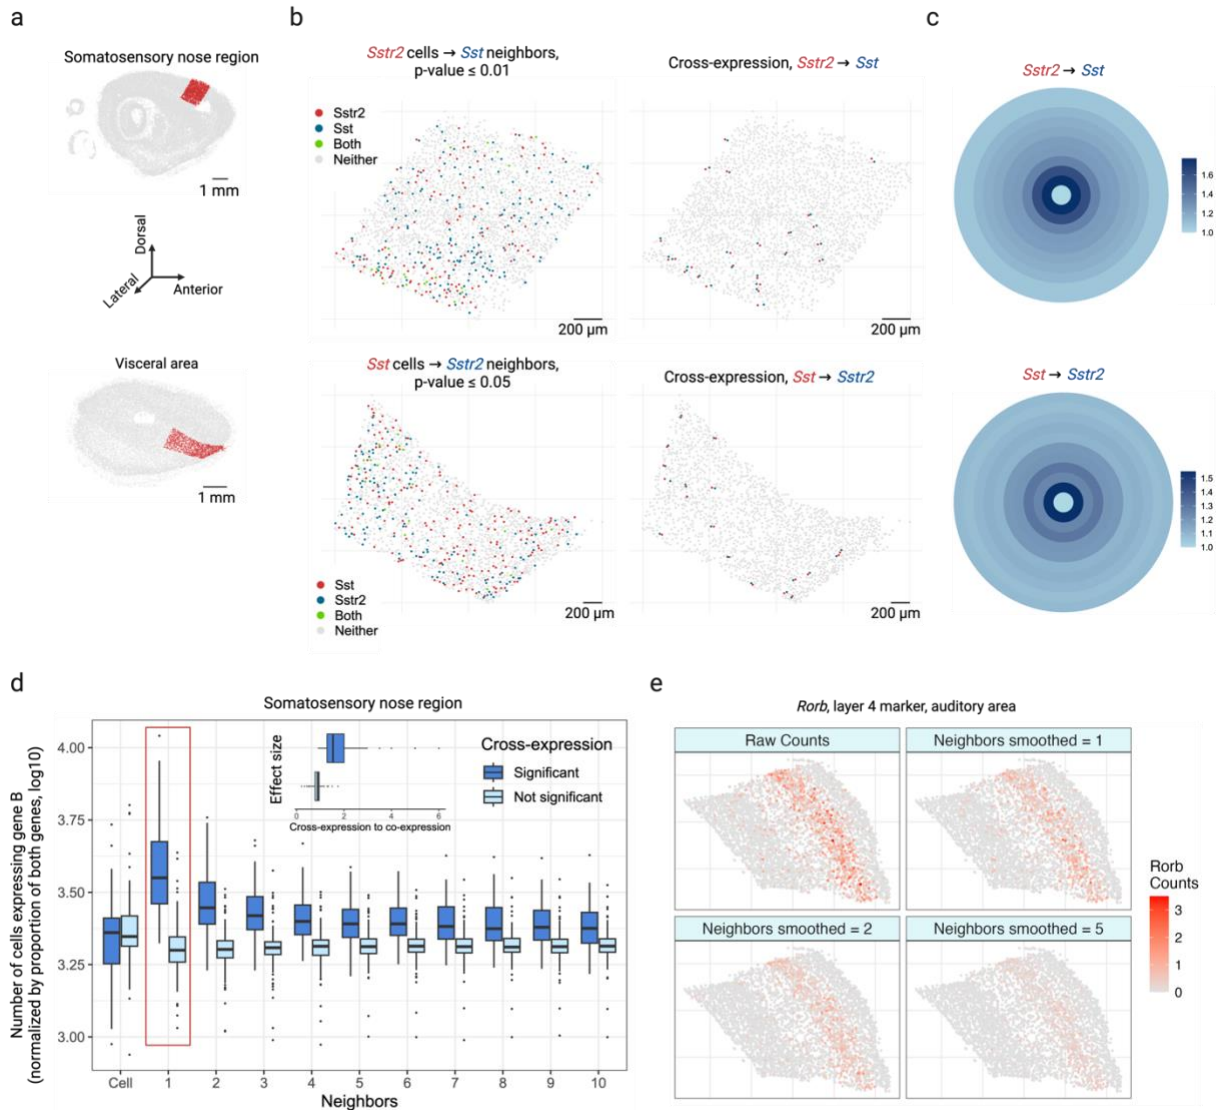 a
Somatosensory nose region
1 mm
Dorsal
Lateral
Anterior
Visceral area
1 mm
b
Sstr2 cells → Sst neighbors,
p-value ≤ 0.01
Sstr2
Sst
Both
Neither
200 µm
Cross-expression, Sstr2 → Sst
200 µm
Sst cells → Sstr2 neighbors,
p-value ≤ 0.05
Sst
Sstr2
Both
Neither
200 µm
Cross-expression, Sst → Sstr2
200 µm
c
Sstr2 → Sst
1.6
1.4
1.2
1.0
Sst → Sstr2
1.5
1.4
1.3
1.2
1.1
1.0
d
Somatosensory nose region
Number of cells expressing gene B
(normalized by proportion of both genes, log10)
4.00
3.75
3.50
3.25
3.00
Effect size
0 2 4 6
Cross-expression to co-expression
Cross-expression
Significant
Not significant
Cell 1 2 3 4 5 6 7 8 9 10
Neighbors
e
Rorb, layer 4 marker, auditory area
Raw Counts
Neighbors smoothed = 1
Neighbors smoothed = 2
Neighbors smoothed = 5
Rorb
Counts
3
2
1
0